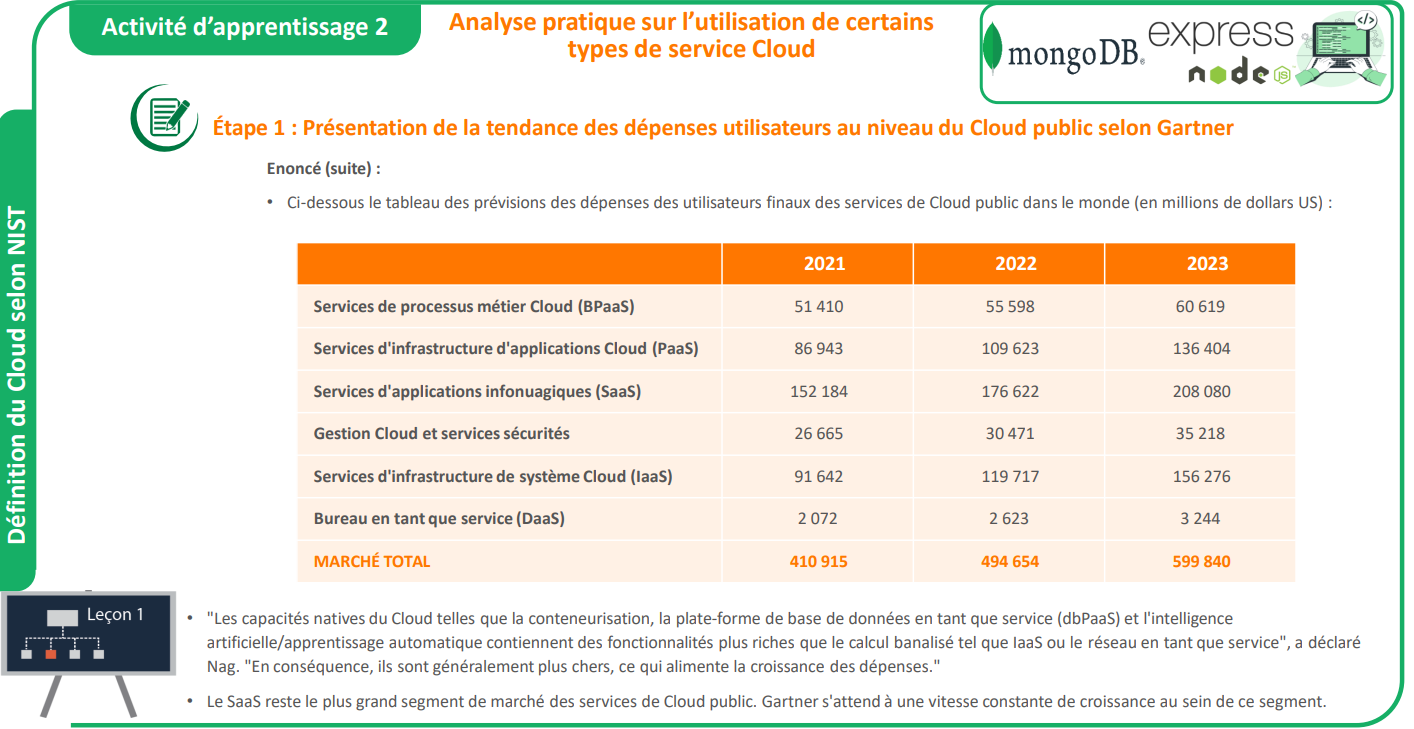 Activité d'apprentissage 2
Analyse pratique sur l'utilisation de certains
types de service Cloud
mongoDB®
express
node JS
</>
Définition du Cloud selon NIST
Étape 1 : Présentation de la tendance des dépenses utilisateurs au niveau du Cloud public selon Gartner
Enoncé (suite) :
• Ci-dessous le tableau des prévisions des dépenses des utilisateurs finaux des services de Cloud public dans le monde (en millions de dollars US) :
2021 2022 2023
Services de processus métier Cloud (BPaaS) 51 410 55 598 60 619
Services d'infrastructure d'applications Cloud (PaaS) 86 943 109 623 136 404
Services d'applications infonuagiques (SaaS) 152 184 176 622 208 080
Gestion Cloud et services sécurités 26 665 30 471 35 218
Services d'infrastructure de système Cloud (IaaS) 91 642 119 717 156 276
Bureau en tant que service (DaaS) 2 072 2 623 3 244
MARCHÉ TOTAL 410 915 494 654 599 840
Leçon 1
• "Les capacités natives du Cloud telles que la conteneurisation, la plate-forme de base de données en tant que service (dbPaaS) et l'intelligence
artificielle/apprentissage automatique contiennent des fonctionnalités plus riches que le calcul banalisé tel que IaaS ou le réseau en tant que service", a déclaré
Nag. "En conséquence, ils sont généralement plus chers, ce qui alimente la croissance des dépenses."
• Le SaaS reste le plus grand segment de marché des services de Cloud public. Gartner s'attend à une vitesse constante de croissance au sein de ce segment.